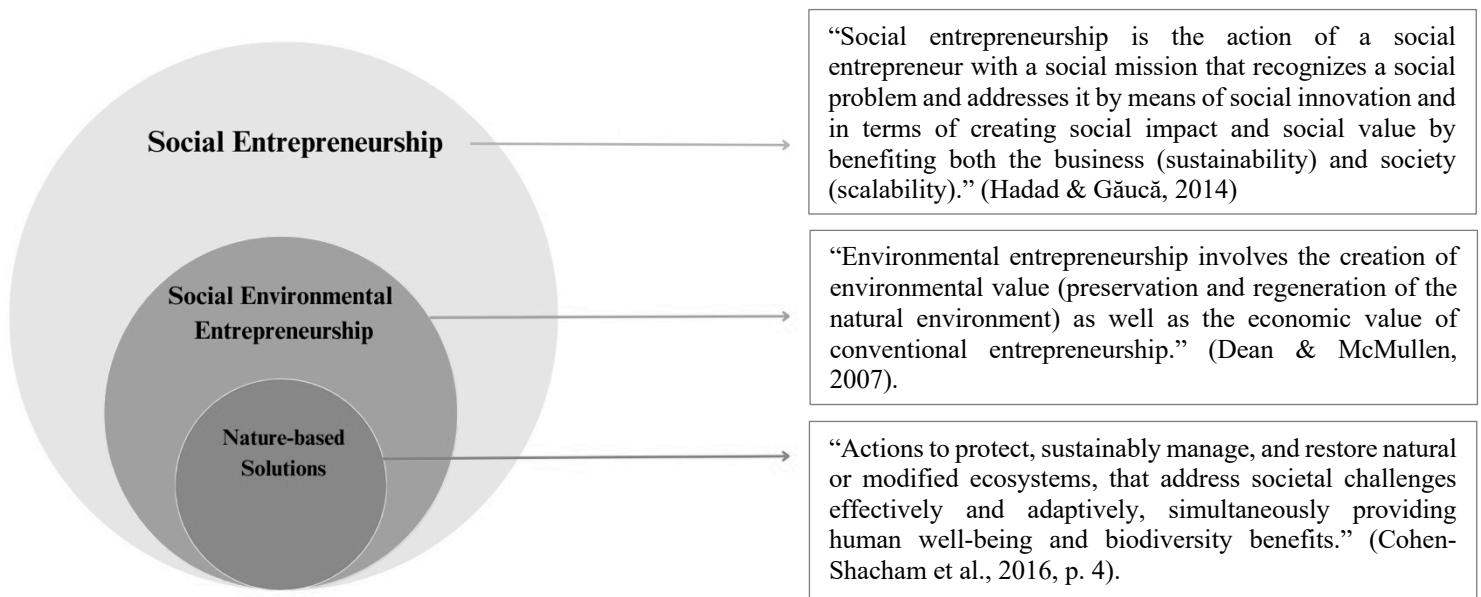 Social Entrepreneurship
“Social entrepreneurship is the action of a social
entrepreneur with a social mission that recognizes a social
problem and addresses it by means of social innovation and
in terms of creating social impact and social value by
benefiting both the business (sustainability) and society
(scalability).” (Hadad & Găucă, 2014)
Social Environmental
Entrepreneurship
“Environmental entrepreneurship involves the creation of
environmental value (preservation and regeneration of the
natural environment) as well as the economic value of
conventional entrepreneurship.” (Dean & McMullen,
2007).
Nature-based
Solutions
“Actions to protect, sustainably manage, and restore natural
or modified ecosystems, that address societal challenges
effectively and adaptively, simultaneously providing
human well-being and biodiversity benefits.” (Cohen-
Shacham et al., 2016, p. 4).